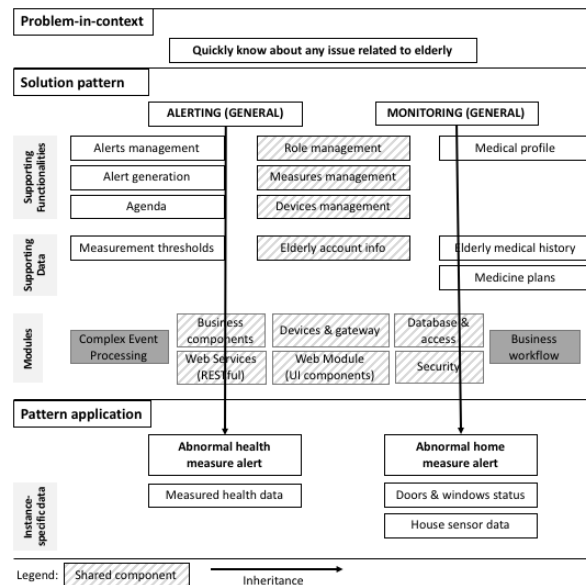 Problem-in-context
Quickly know about any issue related to elderly
Solution pattern
ALERTING (GENERAL)
MONITORING (GENERAL)
Supporting
Functionalities
Alerts management
Role management
Medical profile
Alert generation
Measures management
Agenda
Devices management
Supporting
Data
Measurement thresholds
Elderly account info
Elderly medical history
Medicine plans
Modules
Complex Event
Processing
Business
components
Devices & gateway
Database &
access
Business
workflow
Web Services
(RESTful)
Web Module
(UI components)
Security
Pattern application
Abnormal health
measure alert
Abnormal home
measure alert
Instance-
specific data
Measured health data
Doors & windows status
House sensor data
Legend:
Shared component
Inheritance